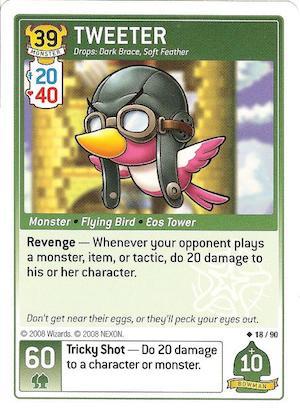 39
MONSTER
TWEETER
Drops: Dark Brace, Soft Feather
20
40
Monster • Flying Bird • Eos Tower
Revenge — Whenever your opponent plays
a monster, item, or tactic, do 20 damage to
his or her character.
Don't get near their eggs, or they'll peck your eyes out.
© 2008 Wizards. © 2008 NEXON. ◆ 18 / 90
60
Tricky Shot — Do 20 damage
to a character or monster.
10
BOWMAN